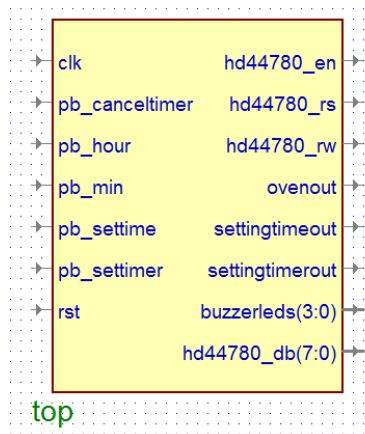 clk hd44780_en
pb_canceltimer hd44780_rs
pb_hour hd44780_rw
pb_min ovenout
pb_settime settingtimeout
pb_settimer settingtimerout
rst buzzerleds(3:0)
hd44780_db(7:0)
top